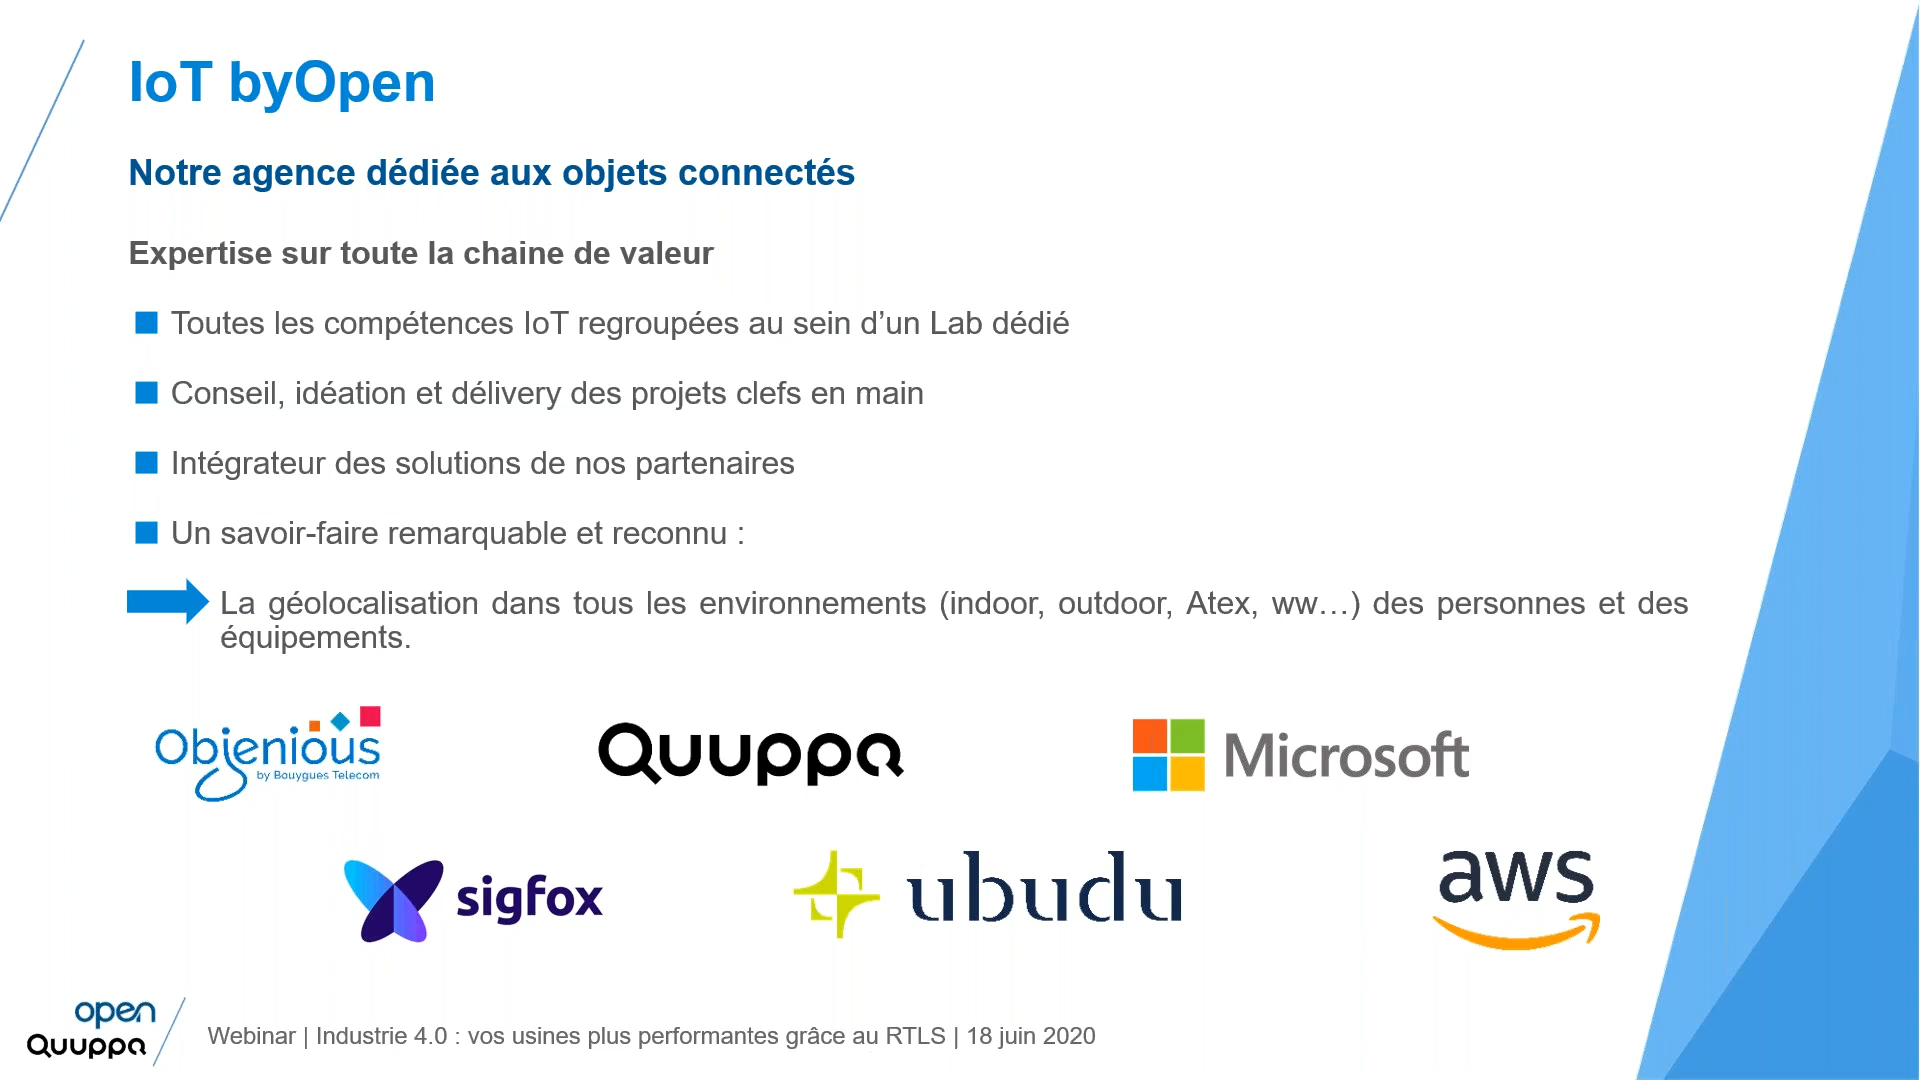 IoT byOpen
Notre agence dédiée aux objets connectés
Expertise sur toute la chaine de valeur
Toutes les compétences IoT regroupées au sein d’un Lab dédié
Conseil, idéation et délivery des projets clefs en main
Intégrateur des solutions de nos partenaires
Un savoir-faire remarquable et reconnu :
La géolocalisation dans tous les environnements (indoor, outdoor, Atex, ww…) des personnes et des
équipements.
Objenious
by Bouygues Telecom
Quuppa
Microsoft
sigfox
ubudu
aws
open
Quuppa
Webinar | Industrie 4.0 : vos usines plus performantes grâce au RTLS | 18 juin 2020